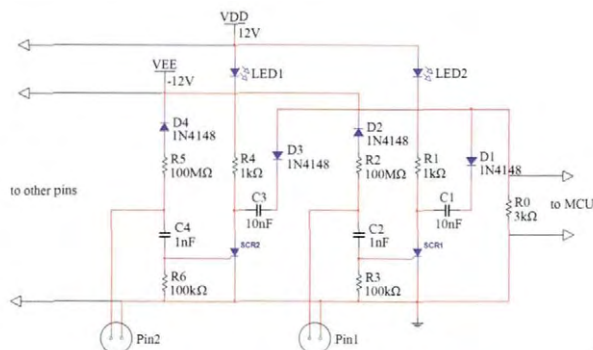 VDD
12V
VEE
-12V
LED1
LED2
D4
1N4148
D3
1N4148
D2
1N4148
D1
1N4148
R5
100MΩ
R4
1kΩ
R2
100MΩ
R1
1kΩ
R0
3kΩ
to other pins
to MCU
C3
10nF
C1
10nF
C4
1nF
SCR2
C2
1nF
SCR1
R6
100kΩ
R3
100kΩ
Pin2
Pin1